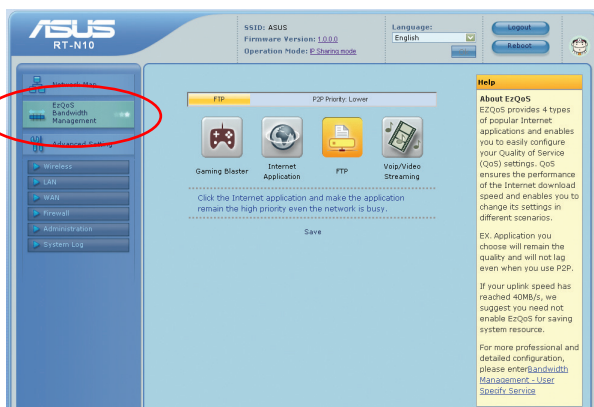 ASUS
RT-N10
SSID: ASUS
Firmware Version: 1.0.0.0
Operation Mode: IP Sharing mode
Language:
English
Logout
Reboot
Network Map
EzQoS
Bandwidth
Management
Advanced Setting
Wireless
LAN
WAN
Firewall
Administration
System Log
FTP P2P Priority: Lower
Gaming Blaster
Internet
Application
FTP
Voip/Video
Streaming
Click the Internet application and make the application
remain the high priority even the network is busy.
Save
Help
About EzQoS
EZQoS provides 4 types
of popular Internet
applications and enables
you to easily configure
your Quality of Service
(QoS) settings. QoS
ensures the performance
of the Internet download
speed and enables you to
change its settings in
different scenarios.
EX. Application you
choose will remain the
quality and will not lag
even when you use P2P.
If your uplink speed has
reached 40MB/s, we
suggest you need not
enable EzQoS for saving
system resource.
For more professional and
detailed configuration,
please enterBandwidth
Management - User
Specify Service